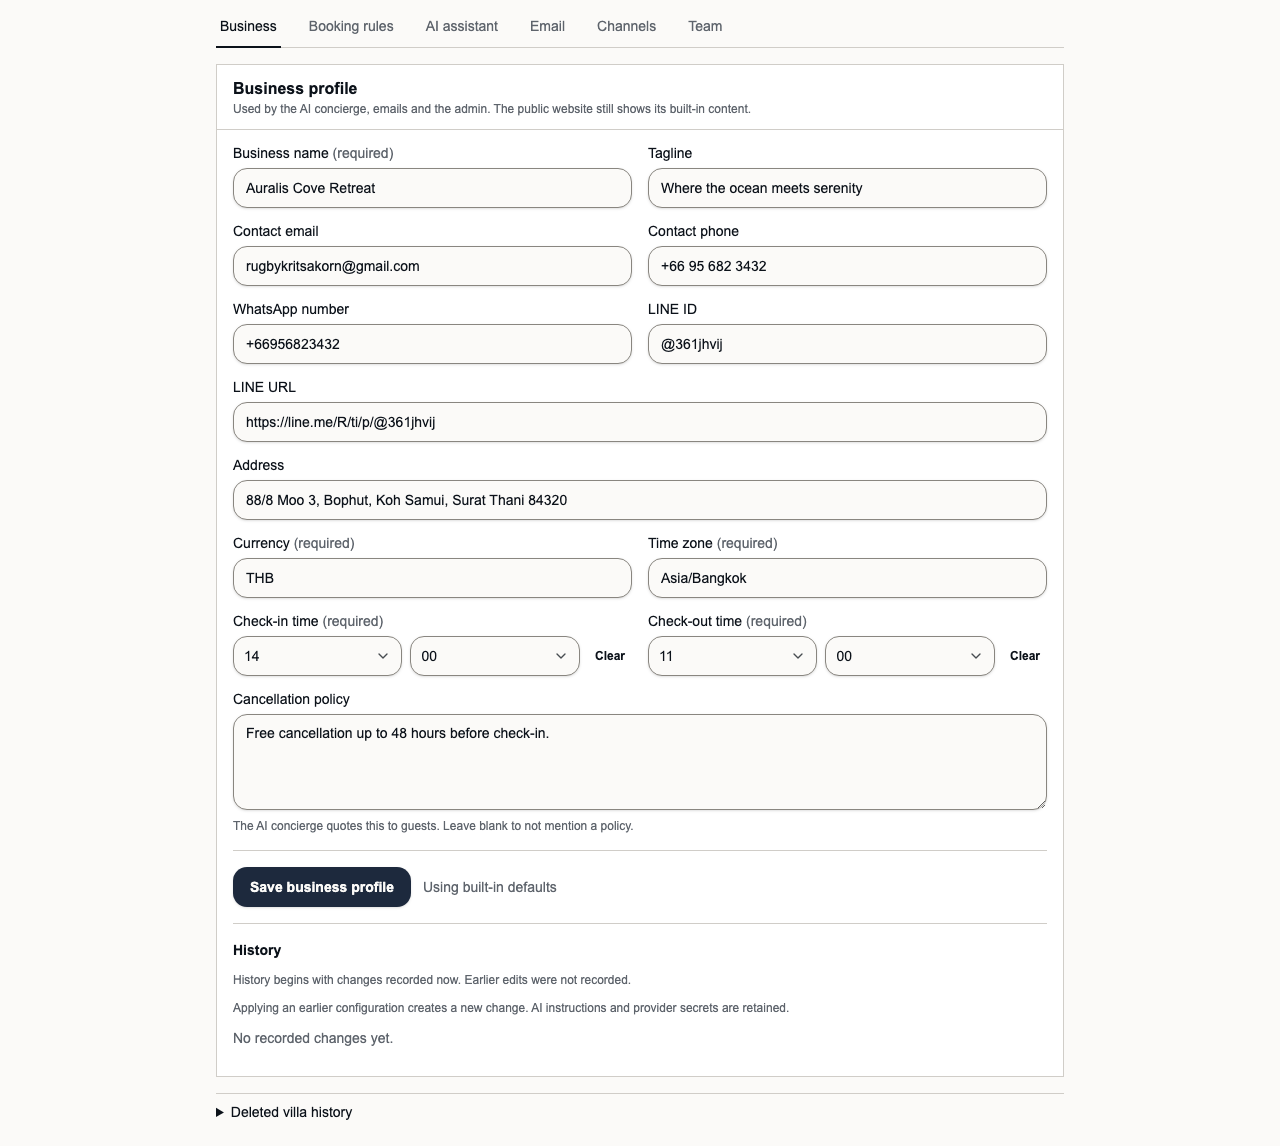 Business Booking rules AI assistant Email Channels Team
Business profile
Used by the AI concierge, emails and the admin. The public website still shows its built-in content.
Business name (required) Tagline
Auralis Cove Retreat Where the ocean meets serenity
Contact email Contact phone
rugbykritsakorn@gmail.com +66 95 682 3432
WhatsApp number LINE ID
+66956823432 @361jhvij
LINE URL
https://line.me/R/ti/p/@361jhvij
Address
88/8 Moo 3, Bophut, Koh Samui, Surat Thani 84320
Currency (required) Time zone (required)
THB Asia/Bangkok
Check-in time (required) Check-out time (required)
14 00 Clear 11 00 Clear
Cancellation policy
Free cancellation up to 48 hours before check-in.
The AI concierge quotes this to guests. Leave blank to not mention a policy.
Save business profile Using built-in defaults
History
History begins with changes recorded now. Earlier edits were not recorded.
Applying an earlier configuration creates a new change. AI instructions and provider secrets are retained.
No recorded changes yet.
Deleted villa history